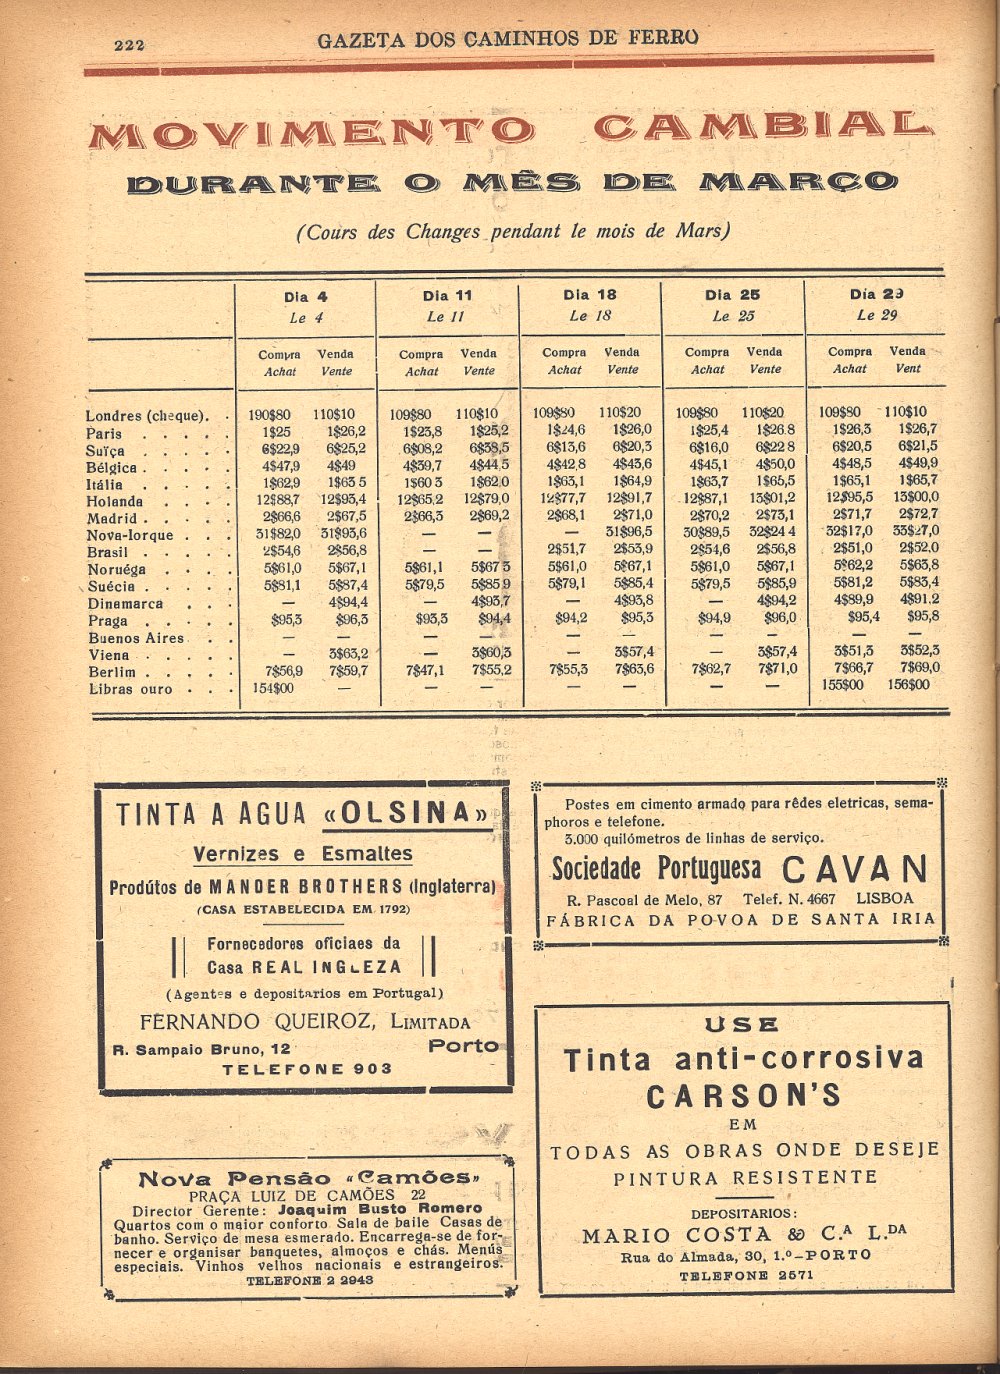 222
GAZETA DOS CAMINHOS DE FERRO
MOVIMENTO CAMBIAL
DURANTE O MÊS DE MARÇO
(Cours des Changes pendant le mois de Mars)
Dia 4 Dia 11 Dia 18 Dia 25 Dia 29
Le 4 Le 11 Le 18 Le 25 Le 29
Compra Venda Compra Venda Compra Venda Compra Venda Compra Venda
Achat Vente Achat Vente Achat Vente Achat Vente Achat Vent
Londres (cheque). . 190$80 110$10 109$80 110$10 109$80 110$20 109$80 110$20 109$80 110$10
Paris . . . . . 1$25 1$26,2 1$23,8 1$25,2 1$24,6 1$26,0 1$25,4 1$26.8 1$26,3 1$26,7
Suíça . . . . . 6$22,9 6$25,2 6$08,2 6$38,5 6$13,6 6$20,3 6$16,0 6$22 8 6$20,5 6$21,5
Bélgica . . . . . 4$47,9 4$49 4$39,7 4$44,5 4$42,8 4$43,6 4$45,1 4$50,0 4$48,5 4$49,9
Itália . . . . . 1$62,9 1$63 5 1$60 3 1$62 0 1$63,1 1$64,9 1$63,7 1$65,5 1$65,1 1$65,7
Holanda . . . . 12$88,7 12$93,4 12$65,2 12$79,0 12$77,7 12$91,7 12$87,1 13$01,2 12$95,5 13$00,0
Madrid . . . . . 2$66,6 2$67,5 2$66,3 2$69,2 2$68,1 2$71,0 2$70,2 2$73,1 2$71,7 2$72,7
Nova-Iorque . . . 31$82,0 31$93,6 — — — 31$96,5 30$89,5 32$24 4 32$17,0 33$27,0
Brasil . . . . . 2$54,6 2$56,8 — — 2$51,7 2$53,9 2$54,6 2$56,8 2$51,0 2$52.0
Noruéga . . . . 5$61,0 5$67,1 5$61,1 5$67 3 5$61,0 5$67,1 5$61,0 5$67,1 5$62,2 5$63,8
Suécia . . . . . 5$81,1 5$87,4 5$79,5 5$85 9 5$79,1 5$85,4 5$79,5 5$85,9 5$81,2 5$83,4
Dinamarca . . . — 4$94,4 — 4$93,7 — 4$93,8 — 4$94,2 4$89,9 4$91.2
Praga . . . . . $95,3 $96,3 $93,3 $94,4 $94,2 $95,3 $94,9 $96,0 $95,4 $95,8
Buenos Aires . . — — — — — — — — — —
Viena . . . . . — 3$63,2 — 3$60,3 — 3$57,4 — 3$57,4 3$51,3 3$52,3
Berlim . . . . . 7$56,9 7$59,7 7$47,1 7$55,2 7$55,3 7$63,6 7$62,7 7$71,0 7$66,7 7$69,0
Libras ouro . . . 154$00 — — — — — — — 155$00 156$00
TINTA A AGUA «OLSINA»
Vernizes e Esmaltes
Prodútos de MANDER BROTHERS (Inglaterra)
(CASA ESTABELECIDA EM 1792)
Fornecedores oficiaes da
Casa REAL INGLEZA
(Agentes e depositarios em Portugal)
FERNANDO QUEIROZ, LIMITADA
R. Sampaio Bruno, 12 Porto
TELEFONE 903
Nova Pensão «Camões»
PRAÇA LUIZ DE CAMÕES 22
Director Gerente: Joaquim Busto Romero
Quartos com o maior conforto Sala de baile Casas de
banho. Serviço de mesa esmerado. Encarrega-se de for-
necer e organisar banquetes, almoços e chás. Menús
especiais. Vinhos velhos nacionais e estrangeiros.
TELEFONE 2 2943
Postes em cimento armado para rêdes eletricas, sema-
phoros e telefone.
3.000 quilómetros de linhas de serviço.
Sociedade Portuguesa CAVAN
R. Pascoal de Melo, 87 Telef. N. 4667 LISBOA
FÁBRICA DA POVOA DE SANTA IRIA
USE
Tinta anti-corrosiva
CARSON'S
EM
TODAS AS OBRAS ONDE DESEJE
PINTURA RESISTENTE
DEPOSITARIOS:
MARIO COSTA & C.A L.DA
Rua do Almada, 30, 1.º-PORTO
TELEFONE 2571